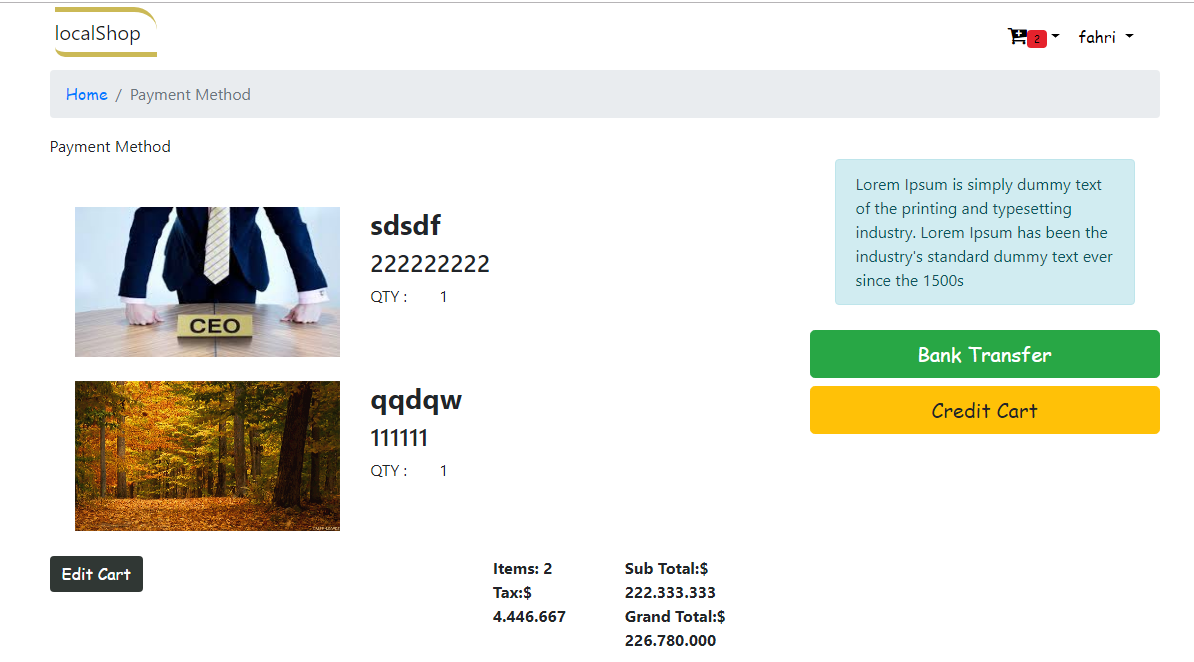 localShop
2
fahri
Home / Payment Method
Payment Method
Lorem Ipsum is simply dummy text
of the printing and typesetting
industry. Lorem Ipsum has been the
industry's standard dummy text ever
since the 1500s
sdsdf
222222222
QTY : 1
CEO
Bank Transfer
Credit Cart
qqdqw
111111
QTY : 1
Edit Cart
Items: 2
Tax:$
4.446.667
Sub Total:$
222.333.333
Grand Total:$
226.780.000